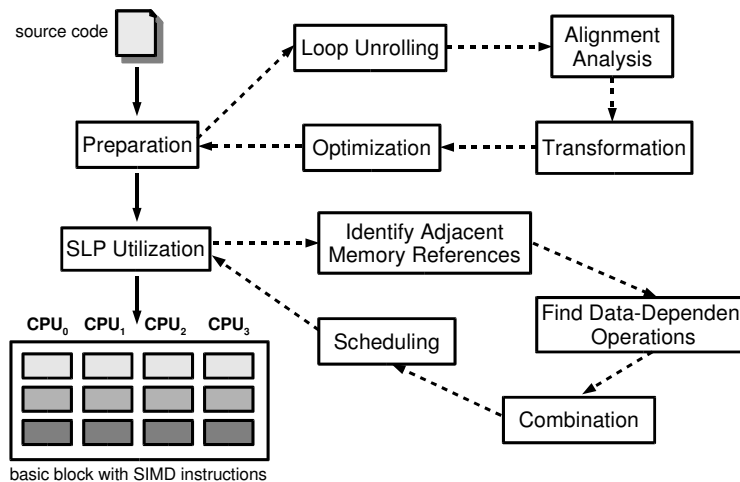 source code
Loop Unrolling
Alignment
Analysis
Preparation
Optimization
Transformation
SLP Utilization
Identify Adjacent
Memory References
Find Data-Dependent
Operations
Scheduling
Combination
CPU₀ CPU₁ CPU₂ CPU₃
basic block with SIMD instructions